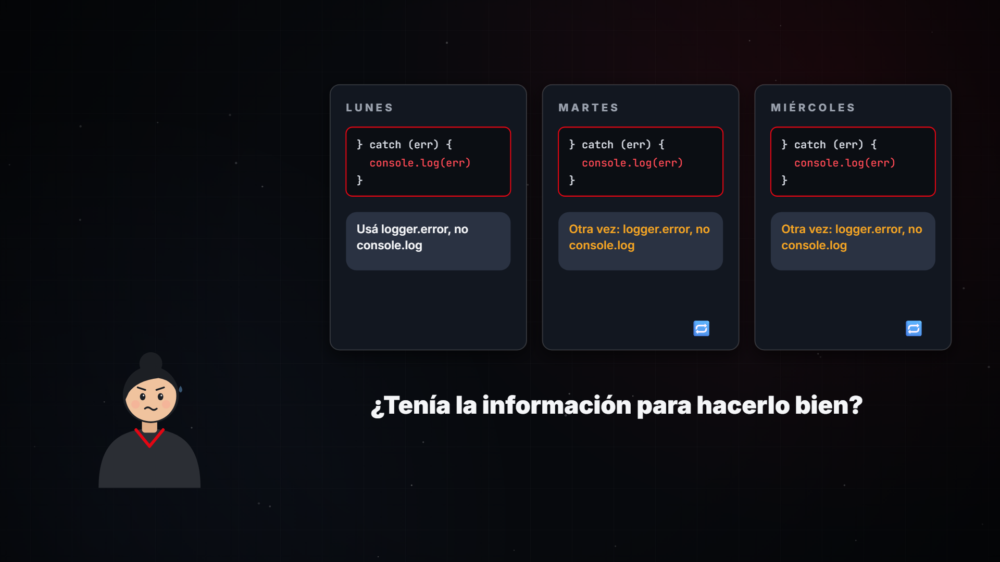 LUNES
} catch (err) {
console.log(err)
}
Usá logger.error, no
console.log
MARTES
} catch (err) {
console.log(err)
}
Otra vez: logger.error, no
console.log
MIÉRCOLES
} catch (err) {
console.log(err)
}
Otra vez: logger.error, no
console.log
¿Tenía la información para hacerlo bien?